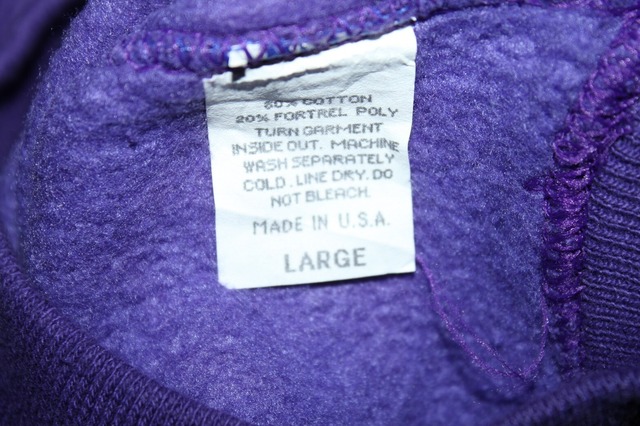 80% COTTON
20% FORTREL POLY
TURN GARMENT
INSIDE OUT. MACHINE
WASH SEPARATELY
COLD. LINE DRY. DO
NOT BLEACH.
MADE IN U.S.A.
LARGE